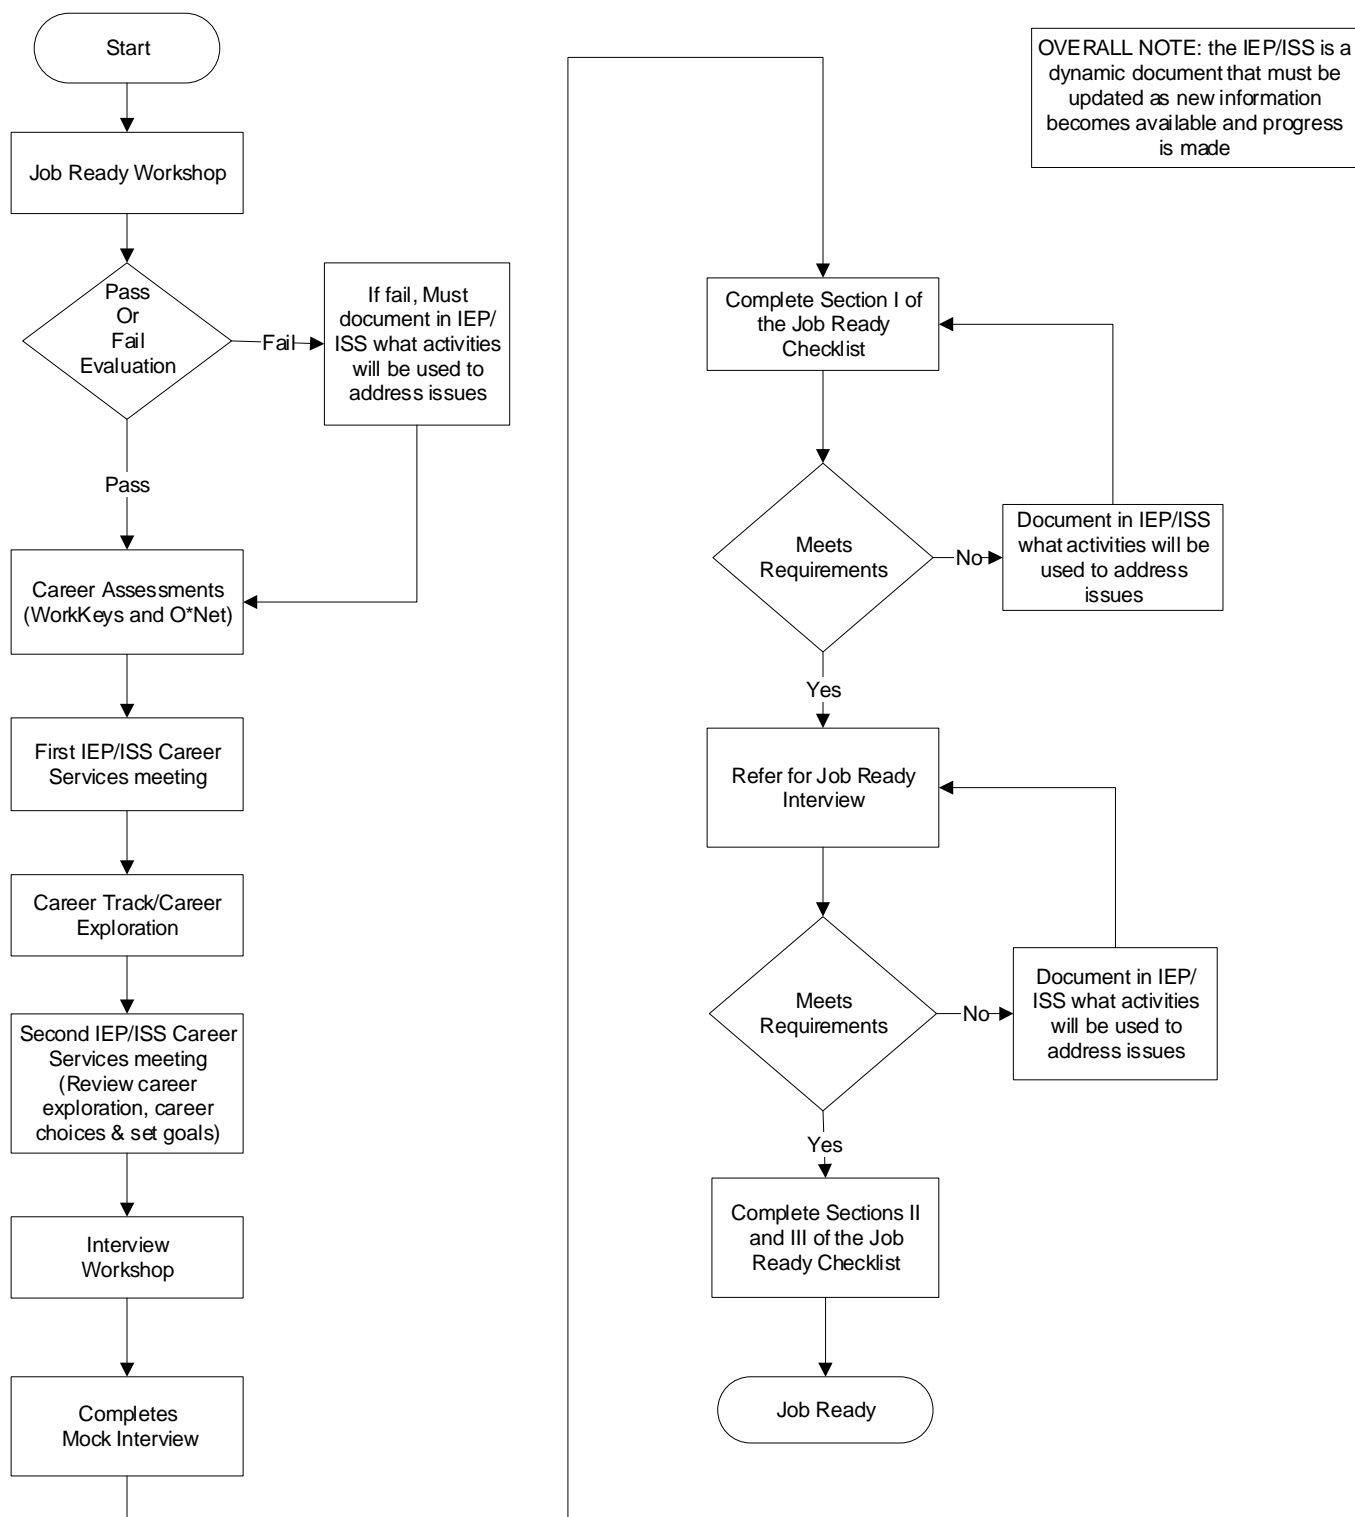 Start
Job Ready Workshop
Pass
Or
Fail
Evaluation
Fail
If fail, Must
document in IEP/
ISS what activities
will be used to
address issues
Pass
Career Assessments
(WorkKeys and O*Net)
First IEP/ISS Career
Services meeting
Career Track/Career
Exploration
Second IEP/ISS Career
Services meeting
(Review career
exploration, career
choices & set goals)
Interview
Workshop
Completes
Mock Interview
OVERALL NOTE: the IEP/ISS is a
dynamic document that must be
updated as new information
becomes available and progress
is made
Complete Section I of
the Job Ready
Checklist
Meets
Requirements
No
Document in IEP/ISS
what activities will be
used to address
issues
Yes
Refer for Job Ready
Interview
Meets
Requirements
No
Document in IEP/
ISS what activities
will be used to
address issues
Yes
Complete Sections II
and III of the Job
Ready Checklist
Job Ready